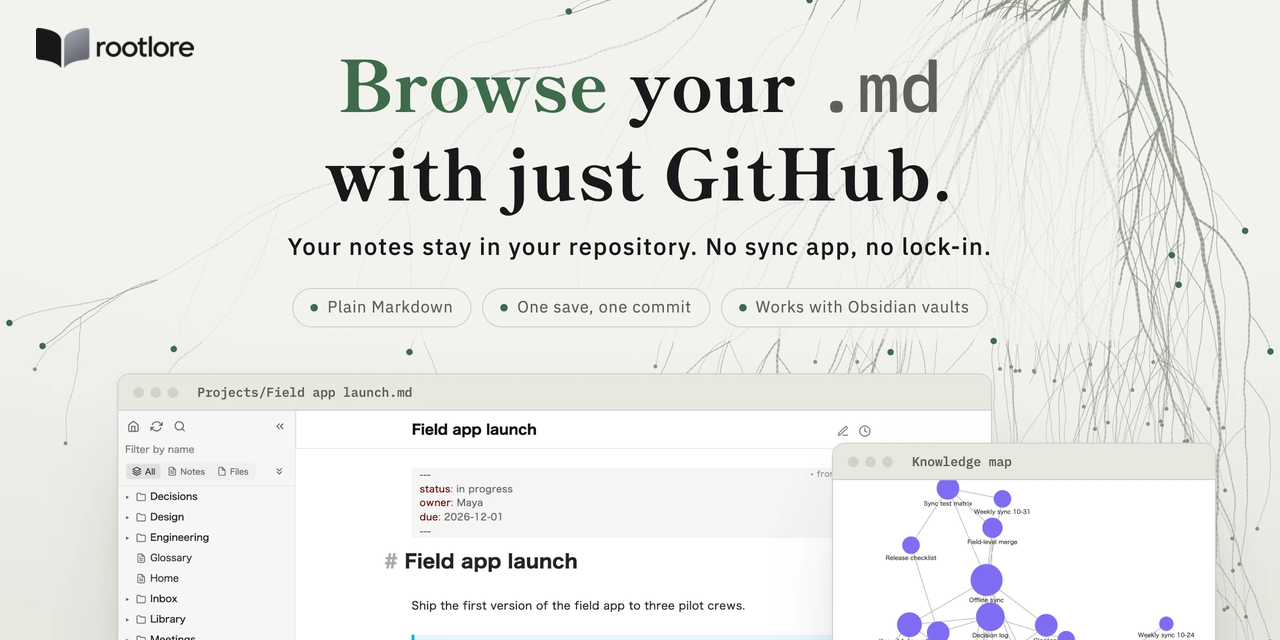 rootlore
Browse your .md
with just GitHub.
Your notes stay in your repository. No sync app, no lock-in.
Plain Markdown
One save, one commit
Works with Obsidian vaults
Projects/Field app launch.md
Filter by name
All
Notes
Files
Decisions
Design
Engineering
Glossary
Home
Inbox
Library
Meetings
Field app launch
---
status: in progress
owner: Maya
due: 2026-12-01
---
# Field app launch
Ship the first version of the field app to three pilot crews.
Knowledge map
Sync test matrix
Weekly sync 10-31
Field-level merge
Release checklist
Offline sync
Decision log
Weekly sync 10-24